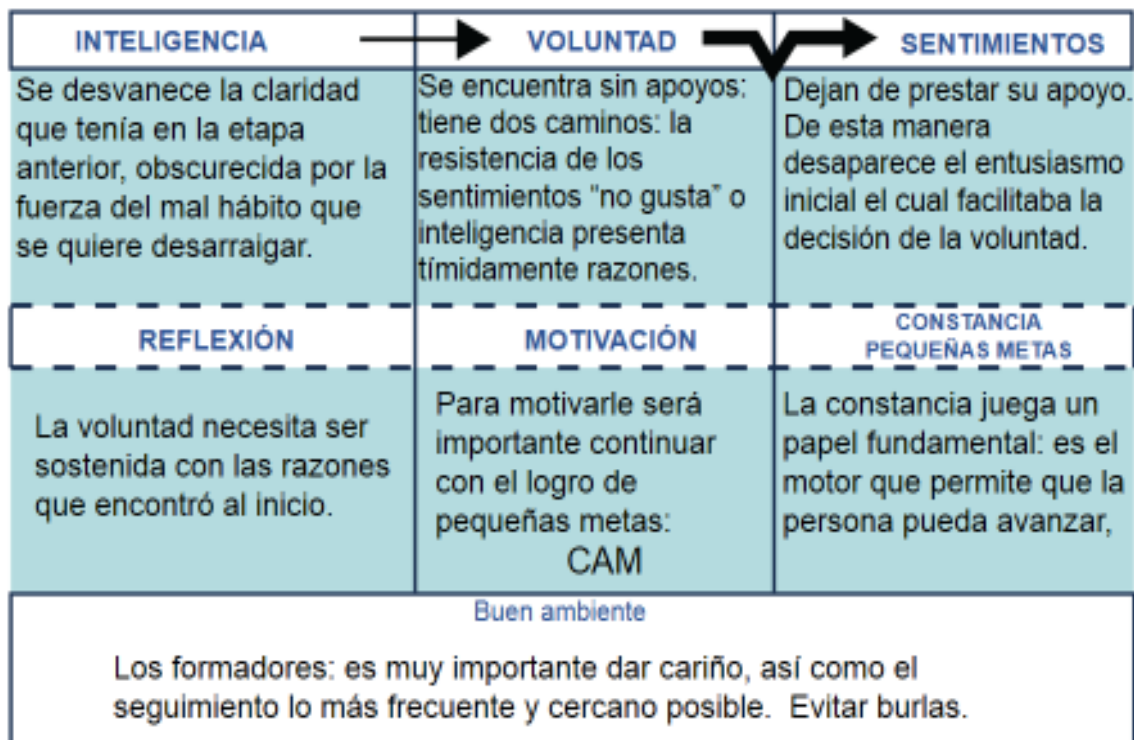 INTELIGENCIA
VOLUNTAD
SENTIMIENTOS
Se desvanece la claridad
que tenía en la etapa
anterior, obscurecida por la
fuerza del mal hábito que
se quiere desarraigar.
Se encuentra sin apoyos:
tiene dos caminos: la
resistencia de los
sentimientos “no gusta” o
inteligencia presenta
tímidamente razones.
Dejan de prestar su apoyo.
De esta manera
desaparece el entusiasmo
inicial el cual facilitaba la
decisión de la voluntad.
REFLEXIÓN
MOTIVACIÓN
CONSTANCIA
PEQUEÑAS METAS
La voluntad necesita ser
sostenida con las razones
que encontró al inicio.
Para motivarle será
importante continuar
con el logro de
pequeñas metas:
CAM
La constancia juega un
papel fundamental: es el
motor que permite que la
persona pueda avanzar,
Buen ambiente
Los formadores: es muy importante dar cariño, así como el
seguimiento lo más frecuente y cercano posible. Evitar burlas.